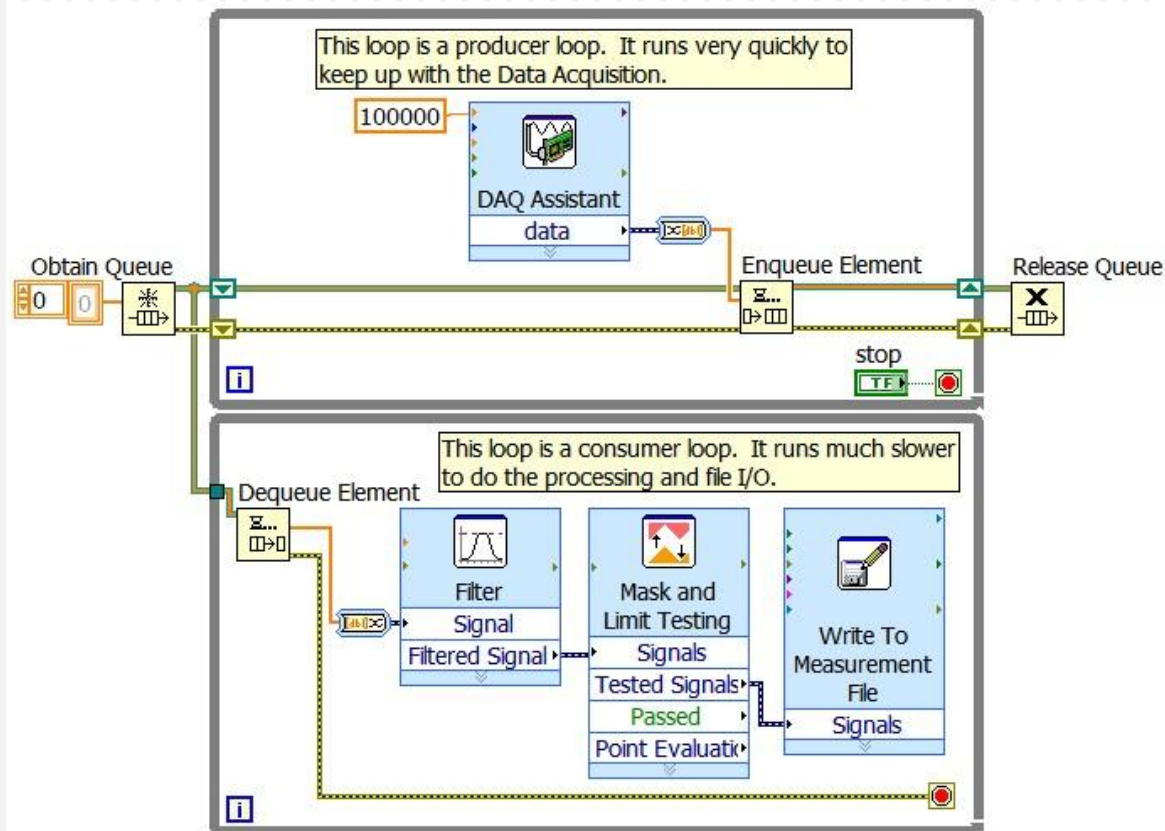 This loop is a producer loop. It runs very quickly to
keep up with the Data Acquisition.
100000
DAQ Assistant
data
Obtain Queue
0
0
Enqueue Element
Release Queue
stop
TF
i
This loop is a consumer loop. It runs much slower
to do the processing and file I/O.
Dequeue Element
Filter
Signal
Filtered Signal
Mask and
Limit Testing
Signals
Tested Signals
Passed
Point Evaluati
Write To
Measurement
File
Signals
i